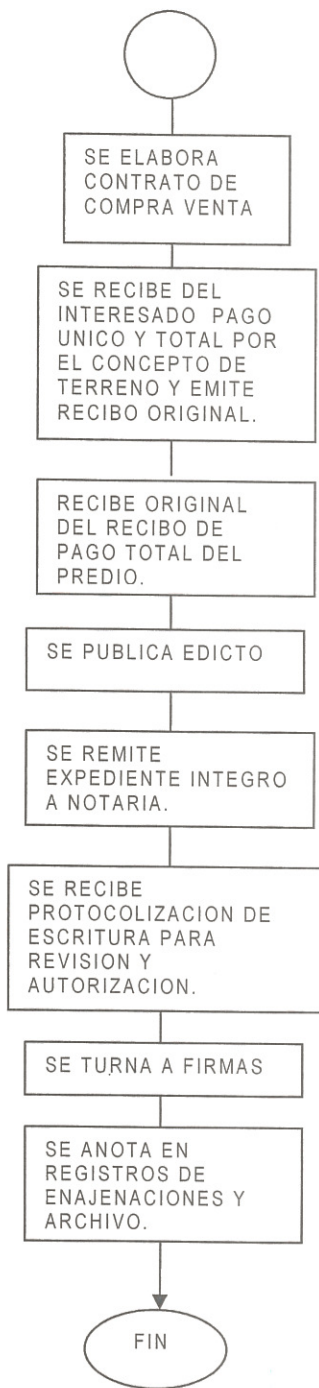 SE ELABORA
CONTRATO DE
COMPRA VENTA
SE RECIBE DEL
INTERESADO PAGO
UNICO Y TOTAL POR
EL CONCEPTO DE
TERRENO Y EMITE
RECIBO ORIGINAL.
RECIBE ORIGINAL
DEL RECIBO DE
PAGO TOTAL DEL
PREDIO.
SE PUBLICA EDICTO
SE REMITE
EXPEDIENTE INTEGRO
A NOTARIA.
SE RECIBE
PROTOCOLIZACION DE
ESCRITURA PARA
REVISION Y
AUTORIZACION.
SE TURNA A FIRMAS
SE ANOTA EN
REGISTROS DE
ENAJENACIONES Y
ARCHIVO.
FIN